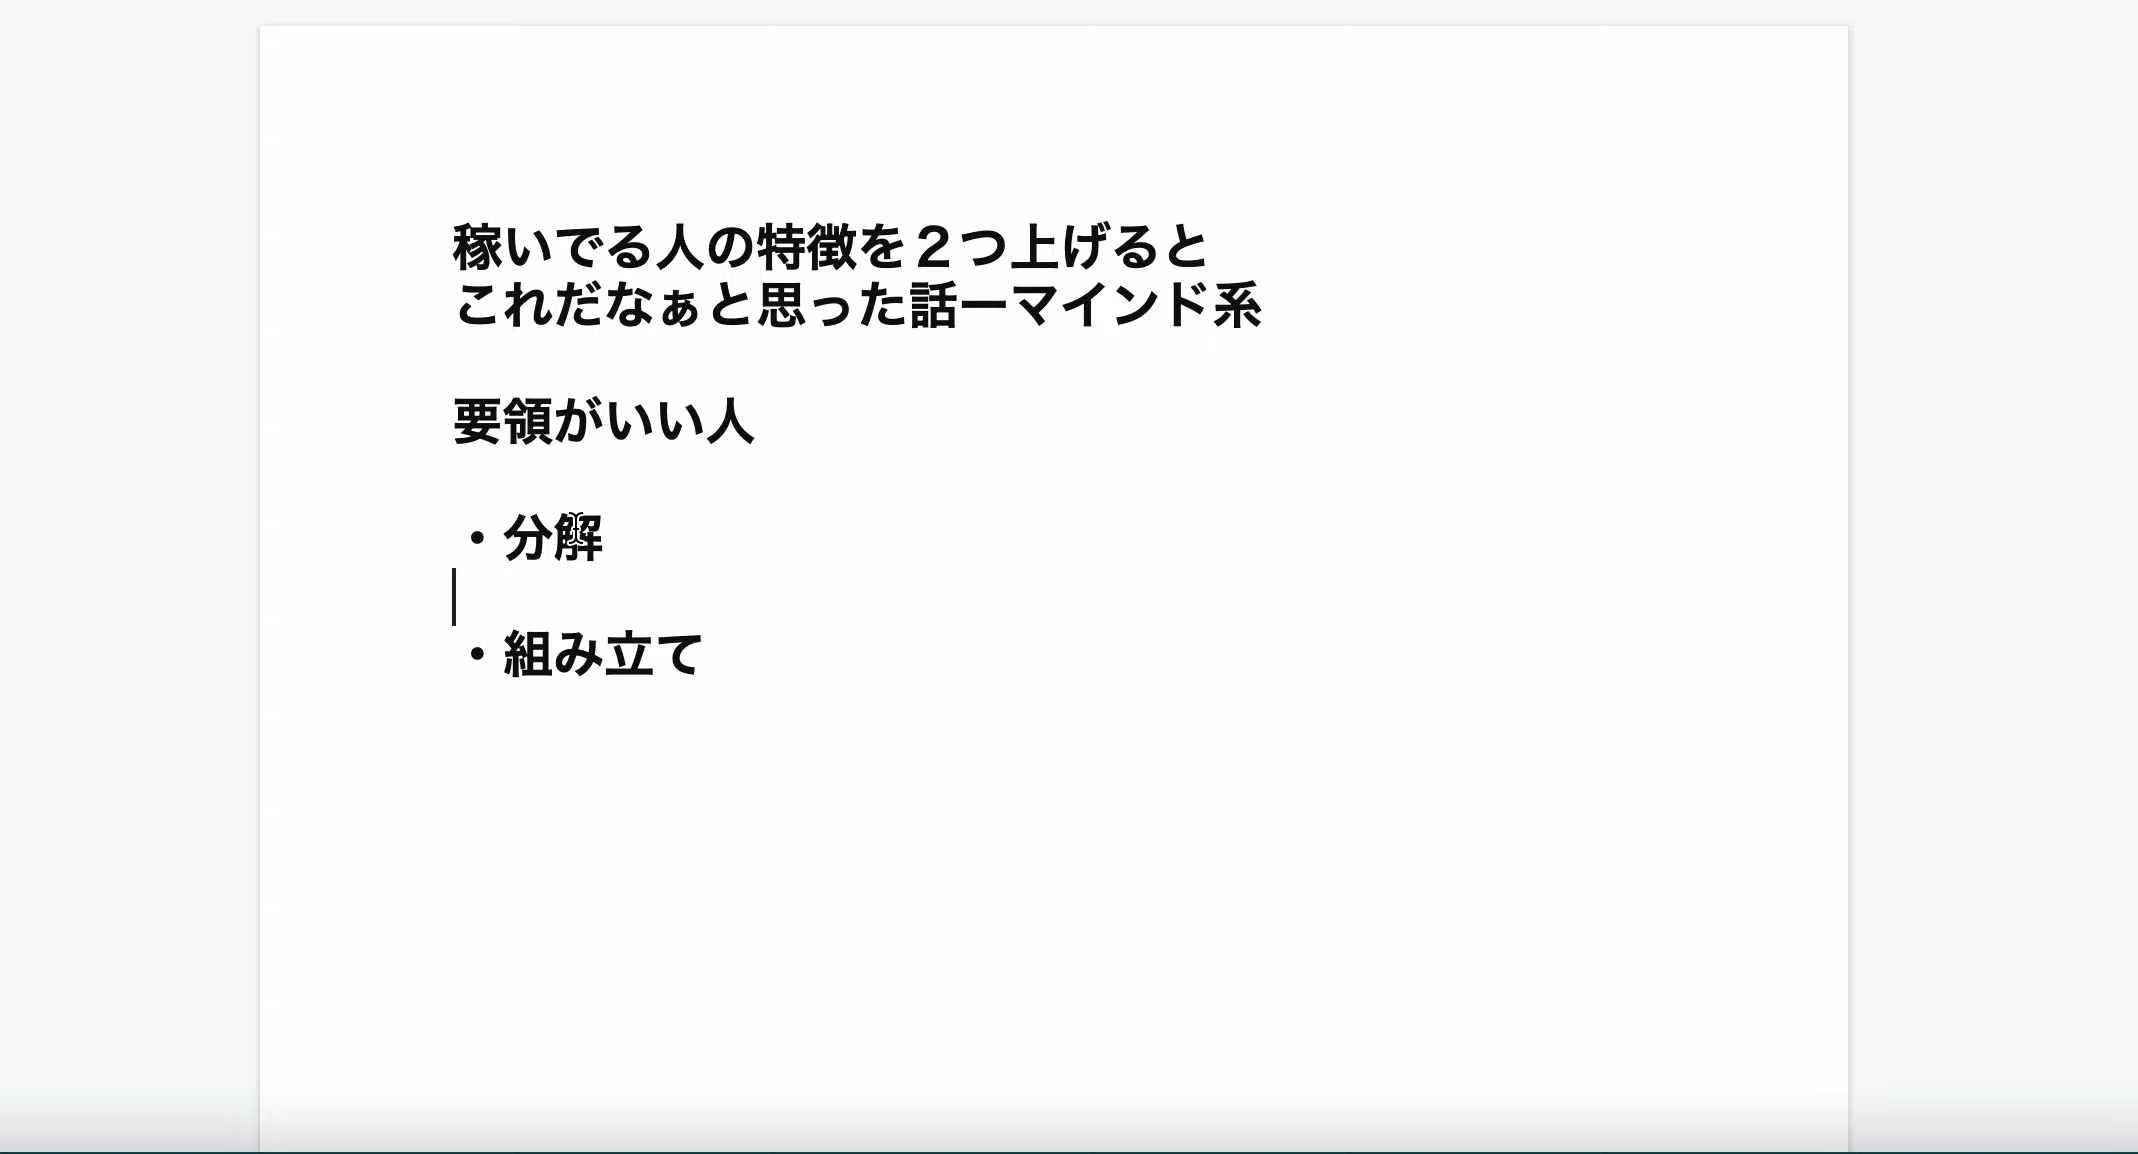 稼いでる人の特徴を２つ上げると
これだなぁと思った話ーマインド系
要領がいい人
・分解
・組み立て